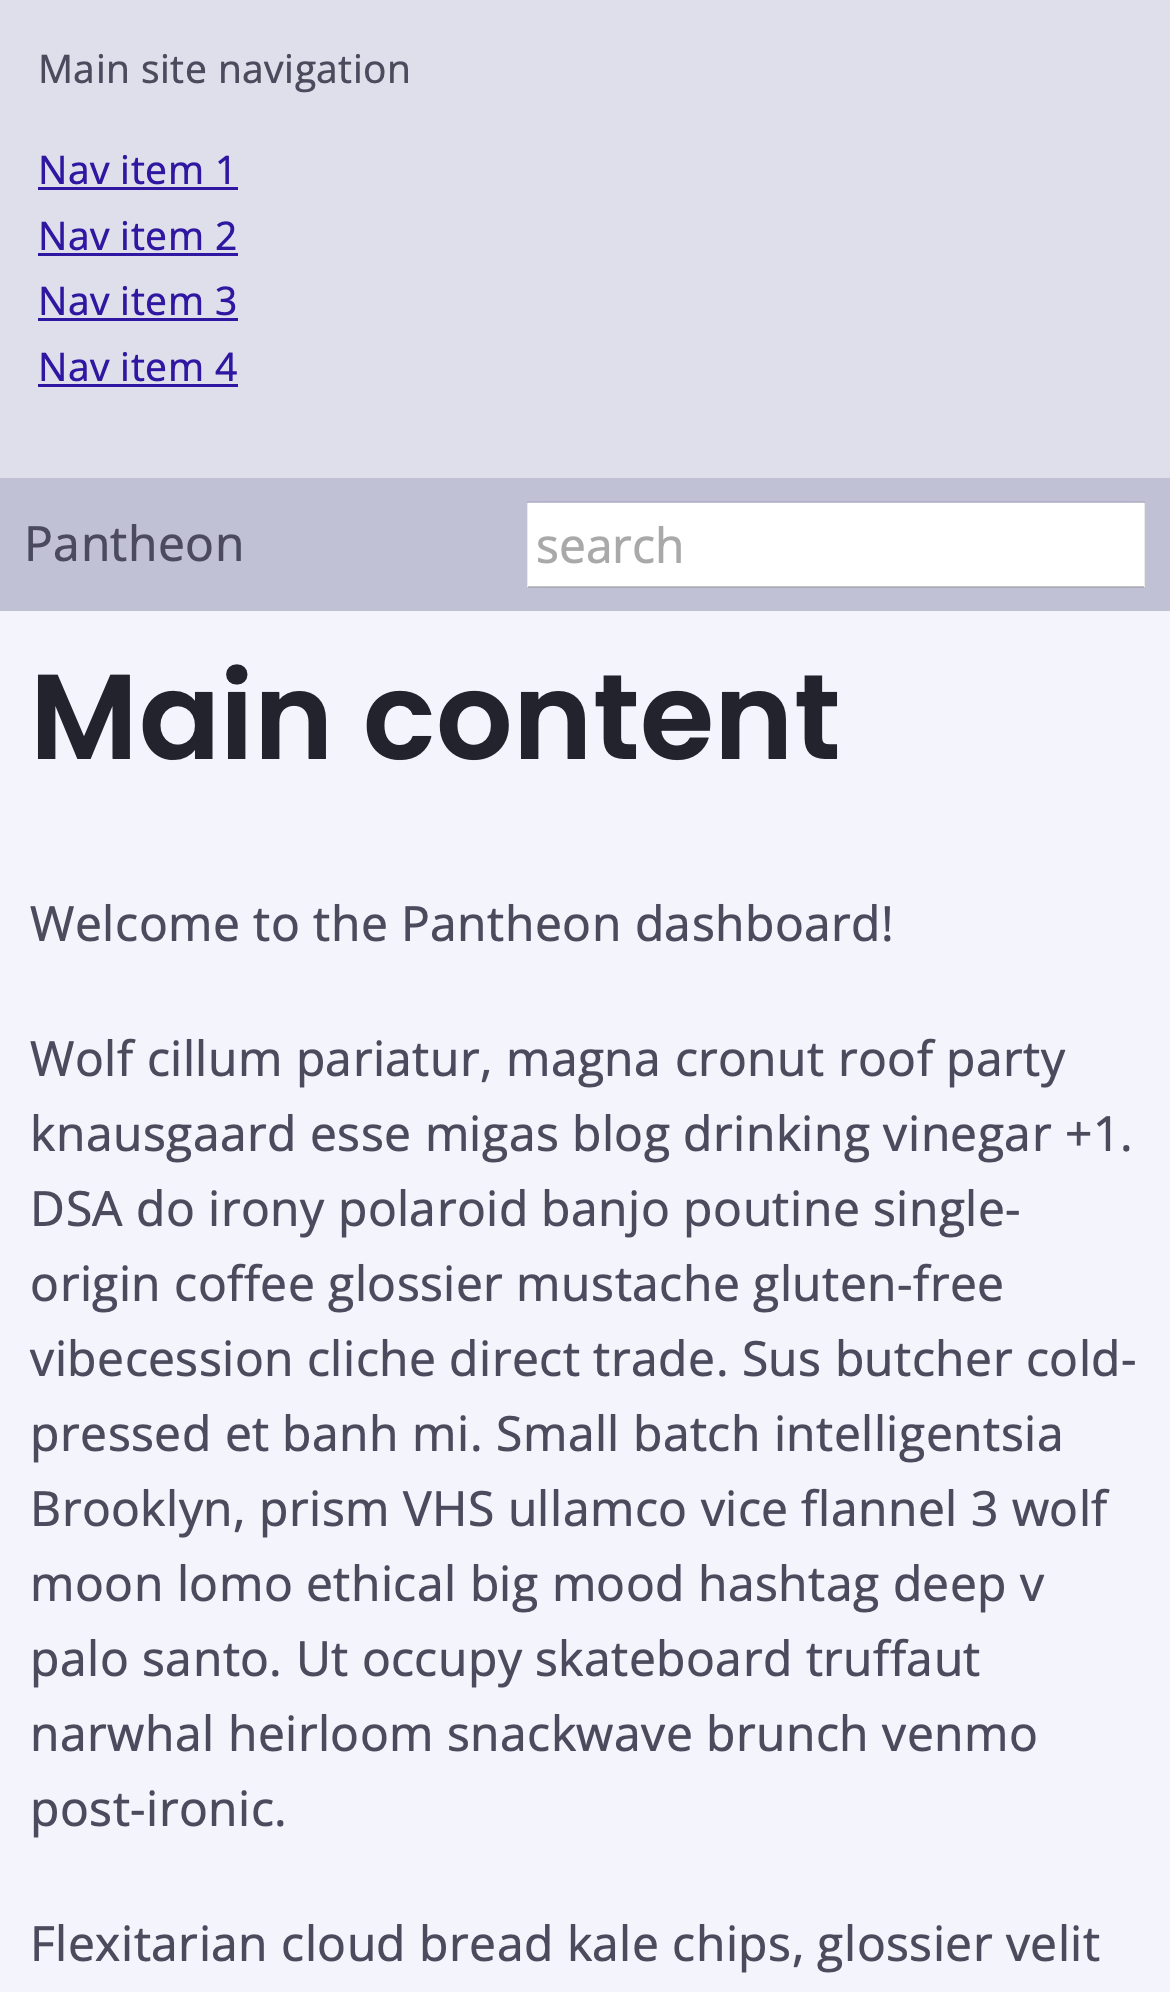 Main site navigation
Nav item 1
Nav item 2
Nav item 3
Nav item 4
Pantheon
search
Main content
Welcome to the Pantheon dashboard!
Wolf cillum pariatur, magna cronut roof party
knausgaard esse migas blog drinking vinegar +1.
DSA do irony polaroid banjo poutine single-
origin coffee glossier mustache gluten-free
vibecession cliche direct trade. Sus butcher cold-
pressed et banh mi. Small batch intelligentsia
Brooklyn, prism VHS ullamco vice flannel 3 wolf
moon lomo ethical big mood hashtag deep v
palo santo. Ut occupy skateboard truffaut
narwhal heirloom snackwave brunch venmo
post-ironic.
Flexitarian cloud bread kale chips, glossier velit